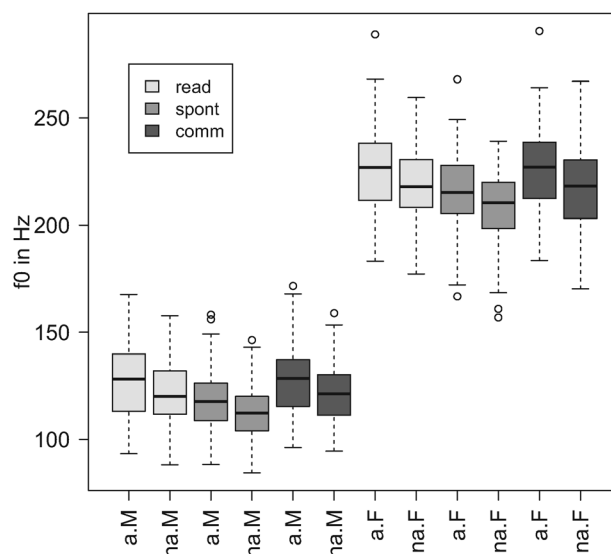 read
spont
comm
f0 in Hz
250
200
150
100
a.M
na.M
a.M
na.M
a.M
na.M
a.F
na.F
a.F
na.F
a.F
na.F